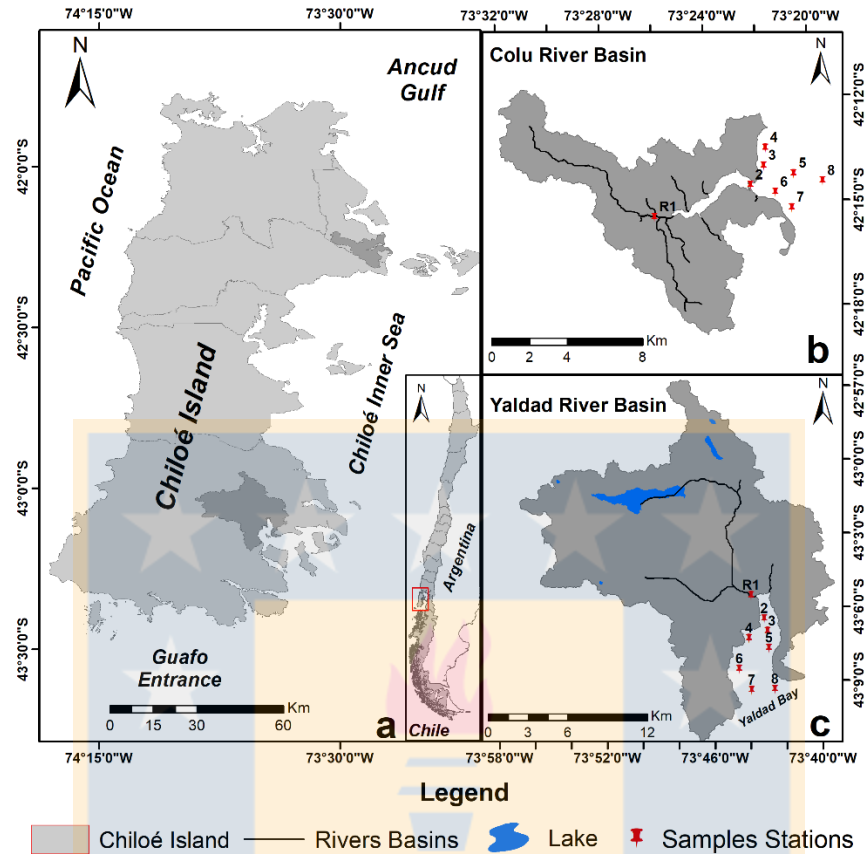 74°15'0"W
73°30'0"W
N
Ancud
Gulf
Pacific Ocean
42°0'0"S
42°30'0"S
43°0'0"S
43°30'0"S
Chiloé Island
Chiloé Inner Sea
Guafo
Entrance
0 15 30 60
Km
a
74°15'0"W
73°30'0"W
N
Argentina
Chile
73°32'0"W
73°28'0"W
73°24'0"W
73°20'0"W
Colu River Basin
N
42°12'0"S
42°15'0"S
42°18'0"S
4
3
2
5
8
6
7
R1
Km
0 2 4 8
b
Yaldad River Basin
N
42°57'0"S
43°0'0"S
43°3'0"S
43°6'0"S
43°9'0"S
R1
2
3
4
5
6
7
8
Yaldad Bay
Km
0 3 6 12
c
73°58'0"W
73°52'0"W
73°46'0"W
73°40'0"W
Legend
Chiloé Island
Rivers Basins
Lake
Samples Stations